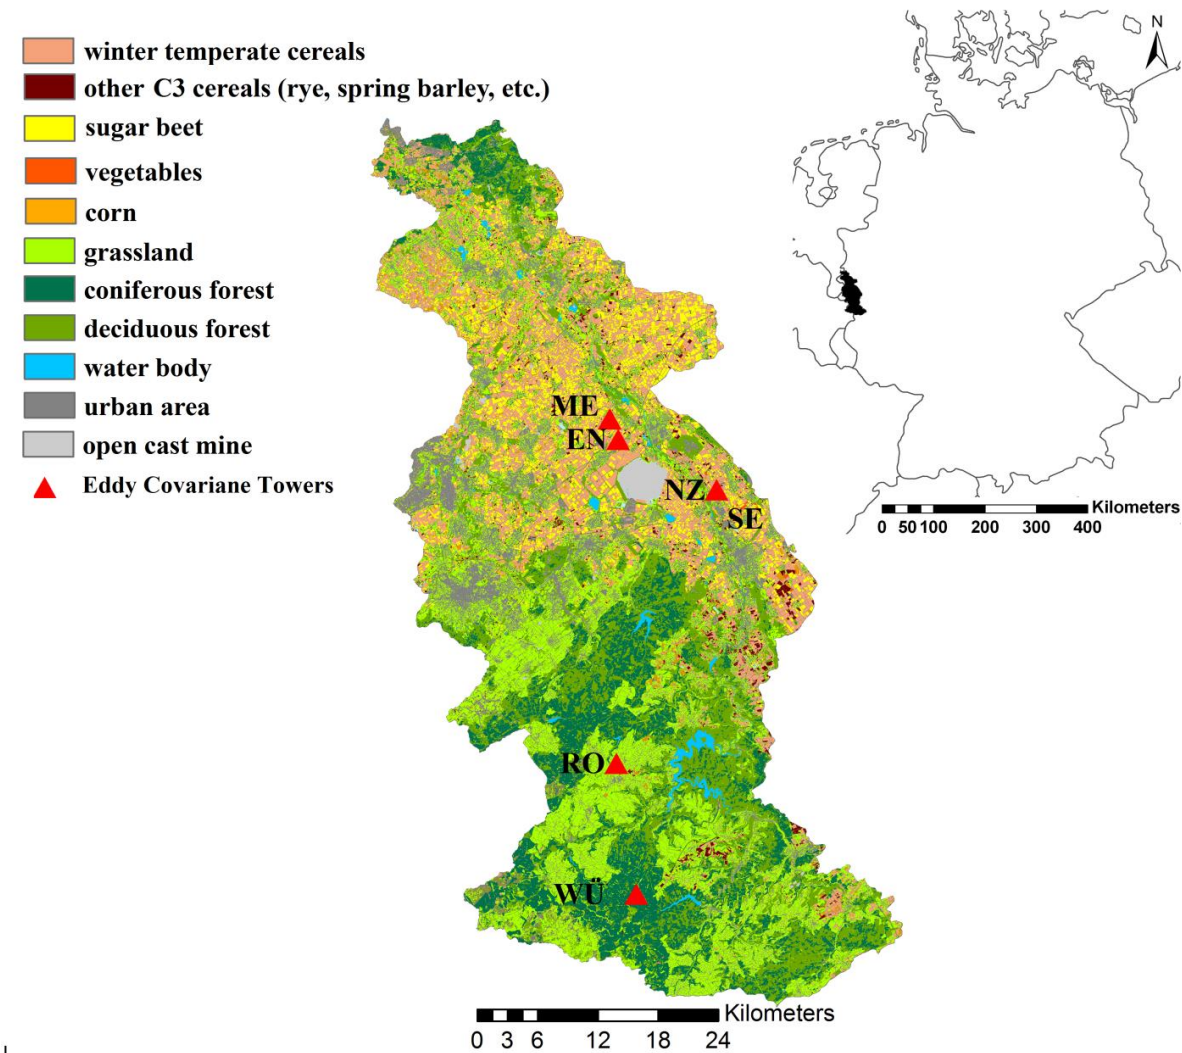 winter temperate cereals
other C3 cereals (rye, spring barley, etc.)
sugar beet
vegetables
corn
grassland
coniferous forest
deciduous forest
water body
urban area
open cast mine
Eddy Covariane Towers
N
Kilometers
0 50 100 200 300 400
ME
EN
NZ
SE
RO
WÜ
Kilometers
0 3 6 12 18 24